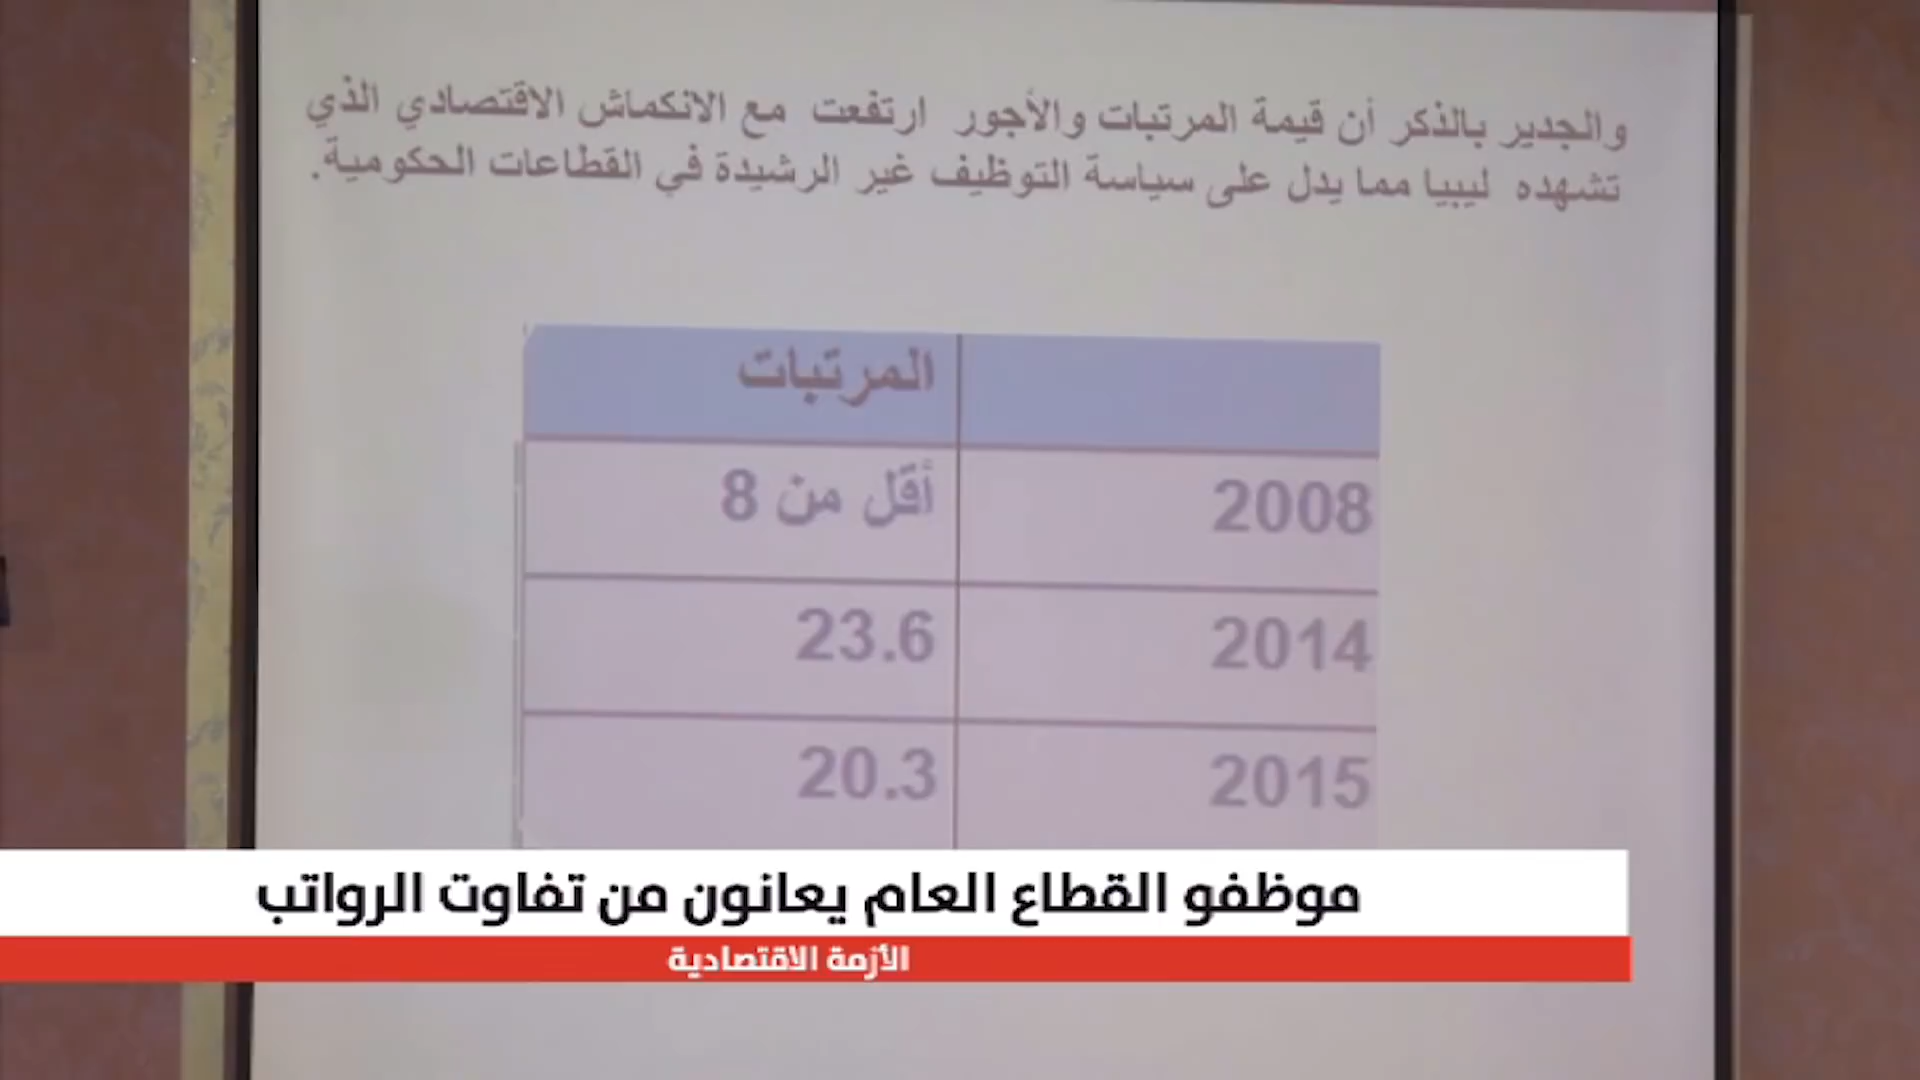 والجدير بالذكر أن قيمة المرتبات والأجور ارتفعت مع الانكماش الاقتصادي الذي
تشهده ليبيا مما يدل على سياسة التوظيف غير الرشيدة في القطاعات الحكومية.
المرتبات
2008 أقل من 8
2014 23.6
2015 20.3
موظفو القطاع العام يعانون من تفاوت الرواتب
الأزمة الاقتصادية